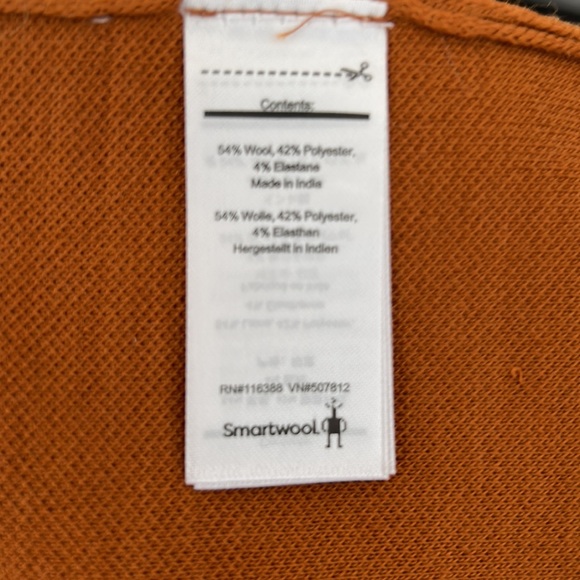 Contents:
54% Wool, 42% Polyester,
4% Elastane
Made in India
54% Wolle, 42% Polyester,
4% Elasthan
Hergestellt in Indien
RN#116388 VN#507812
Smartwool